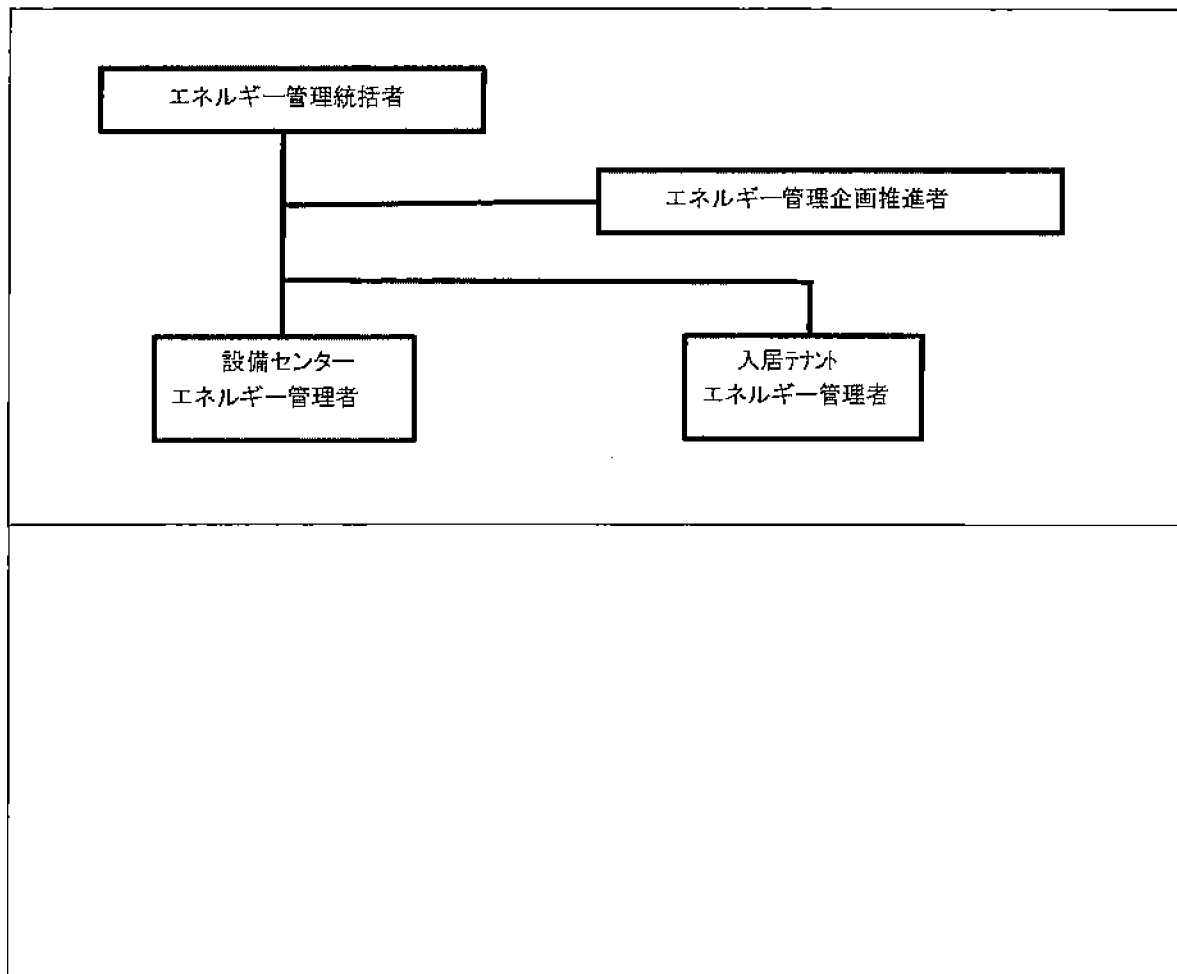 エネルギー管理統括者
エネルギー管理企画推進者
設備センター
エネルギー管理者
入居テナント
エネルギー管理者